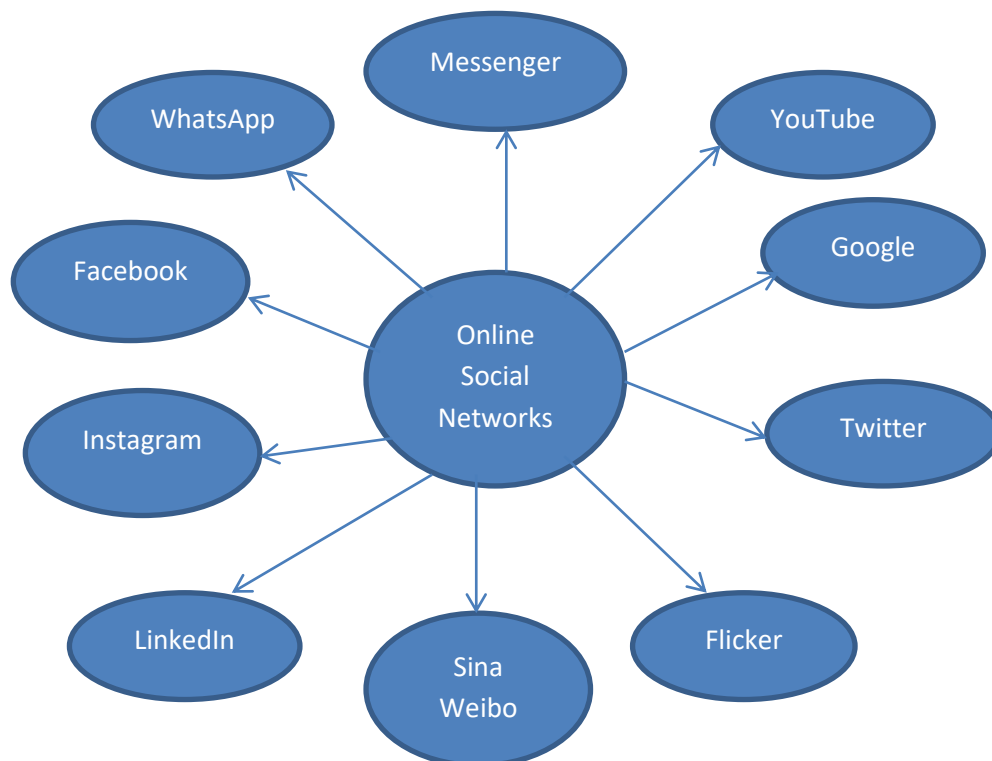 Messenger
WhatsApp
YouTube
Google
Facebook
Online
Social
Networks
Instagram
Twitter
LinkedIn
Sina
Weibo
Flicker